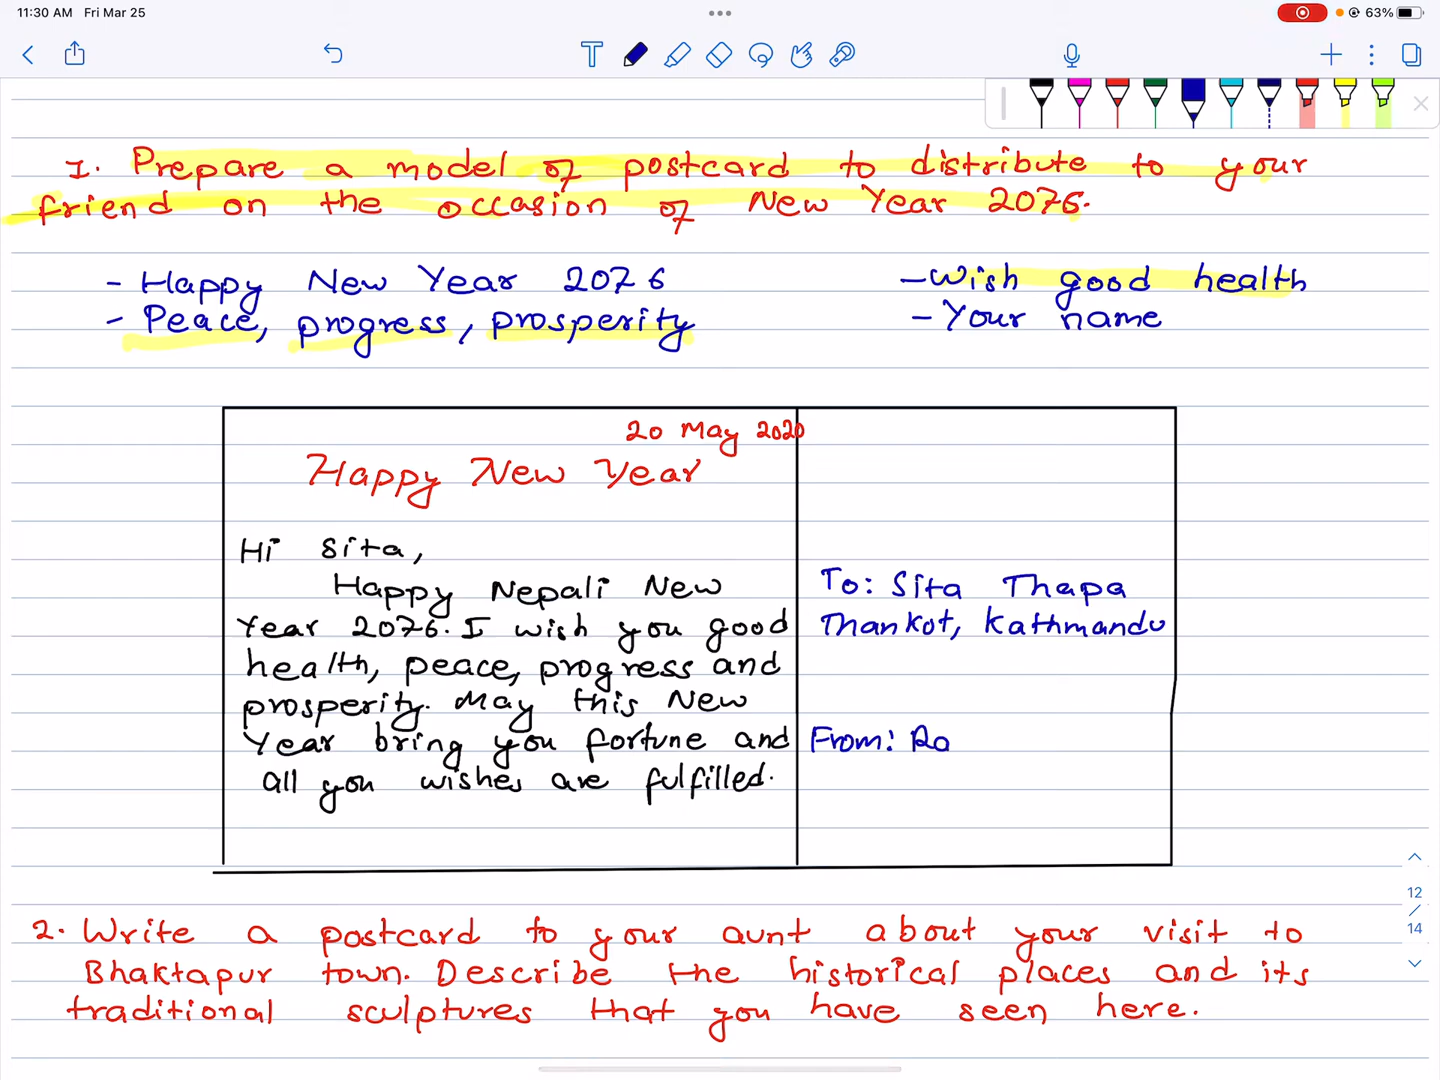 11:30 AM Fri Mar 25
63%
1. Prepare a model of postcard to distribute to your
friend on the occasion of New Year 2076.
- Happy New Year 2076
- Peace, progress, prosperity
- Wish good health
- Your name
20 May 2020
Happy New Year
Hi Sita,
Happy Nepali New
Year 2076. I wish you good
health, peace, progress and
prosperity. May this New
Year bring you fortune and
all you wishes are fulfilled.
To: Sita Thapa
Thankot, Kathmandu
From: Ra
12
/
14
2. Write a postcard to your aunt about your visit to
Bhaktapur town. Describe the historical places and its
traditional sculptures that you have seen here.